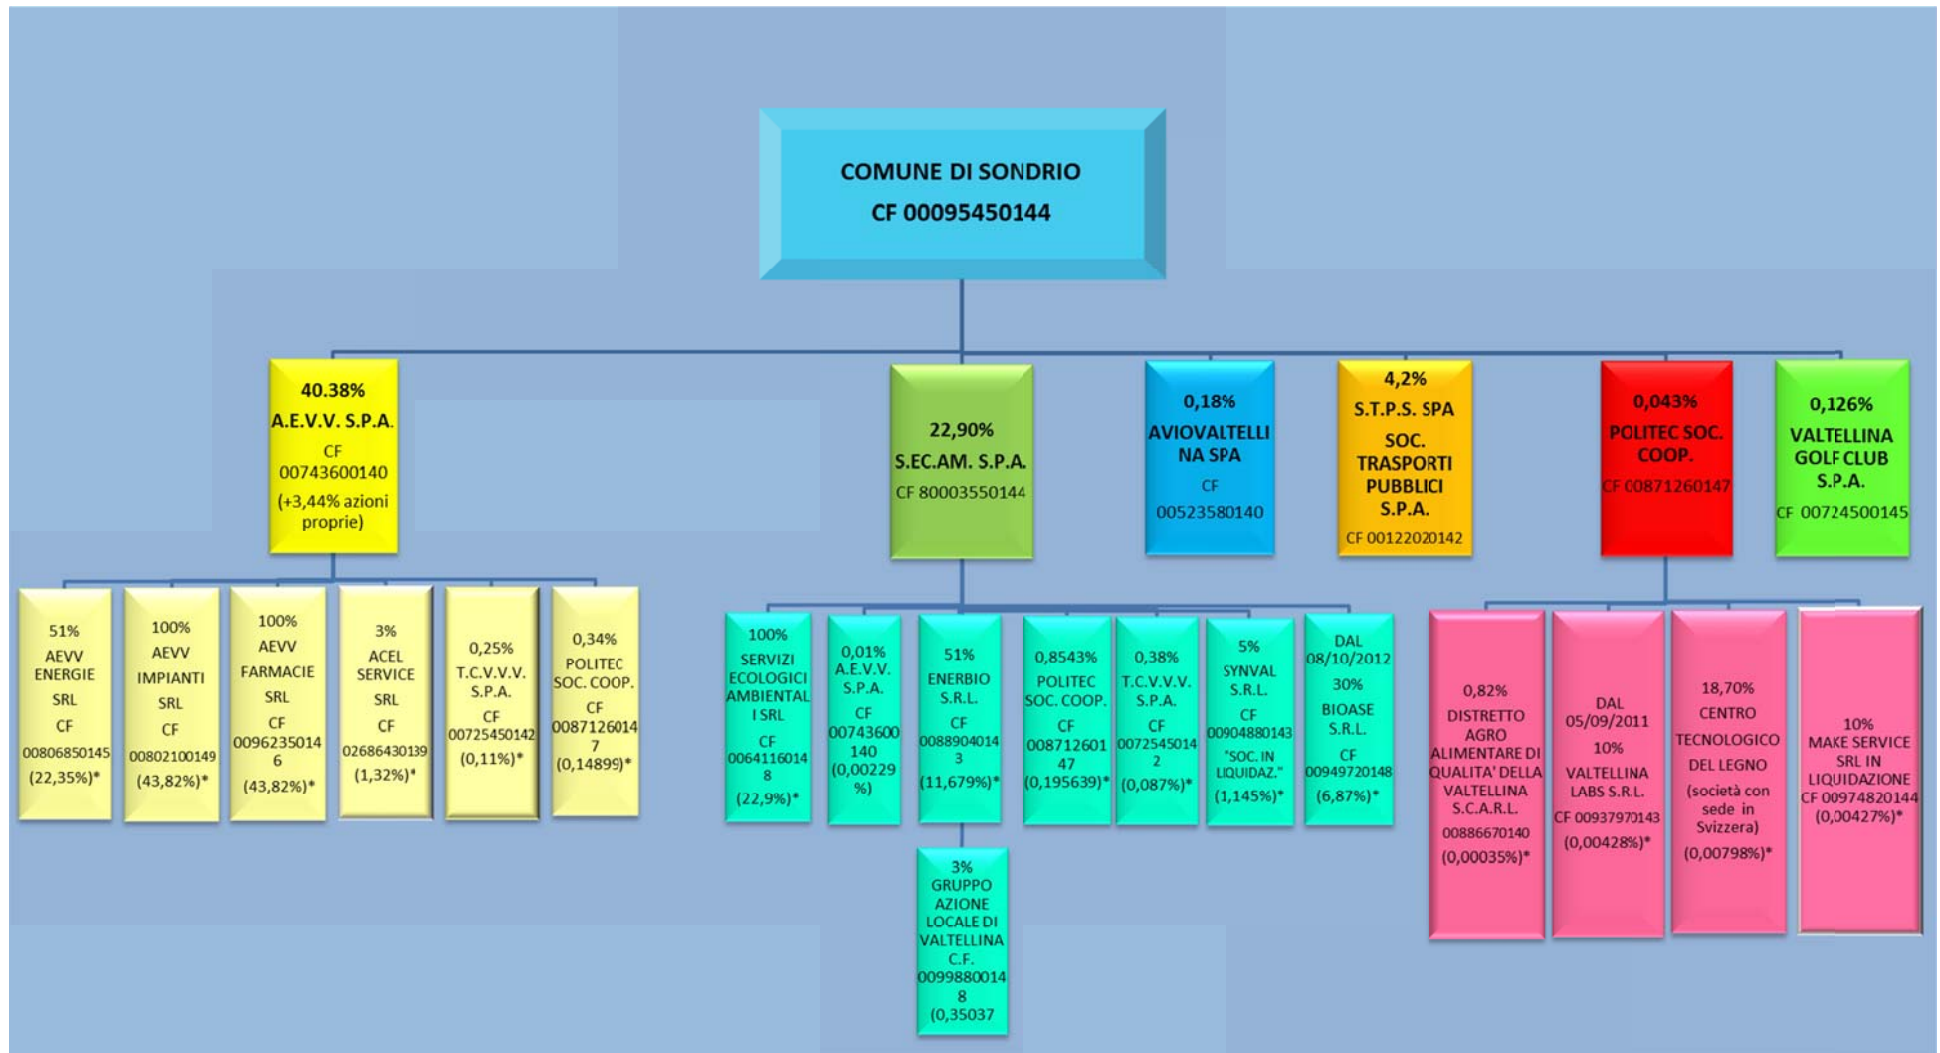 COMUNE DI SONDRIO
CF 00095450144
40.38%
A.E.V.V. S.P.A.
CF
00743600140
(+3,44% azioni
proprie)
22,90%
S.EC.AM. S.P.A.
CF 80003550144
0,18%
AVIOVALTELLI
NA SPA
CF
00523580140
4,2%
S.T.P.S. SPA
SOC.
TRASPORTI
PUBBLICI
S.P.A.
CF 00122020142
0,043%
POLITEC SOC.
COOP.
CF 00871260147
0,126%
VALTELLINA
GOLF CLUB
S.P.A.
CF 00724500145
51%
AEVV
ENERGIE
SRL
CF
00806850145
(22,35%)*
100%
AEVV
IMPIANTI
SRL
CF
00802100149
(43,82%)*
100%
AEVV
FARMACIE
SRL
CF
0096235014
6
(43,82%)*
3%
ACEL
SERVICE
SRL
CF
02686430139
(1,32%)*
0,25%
T.C.V.V.V.
S.P.A.
CF
00725450142
(0,11%)*
0,34%
POLITEC
SOC. COOP.
CF
0087126014
7
(0,14899)*
100%
SERVIZI
ECOLOGICI
AMBIENTAL
I SRL
CF
0064116014
8
(22,9%)*
0,01%
A.E.V.V.
S.P.A.
CF
00743600
140
(0,00229
%)
51%
ENERBIO
S.R.L.
CF
0088904014
3
(11,679%)*
0,8543%
POLITEC
SOC. COOP.
CF
008712601
47
(0,195639)*
0,38%
T.C.V.V.V.
S.P.A.
CF
0072545014
2
(0,087%)*
5%
SYNVAL
S.R.L.
CF
00904880143
"SOC. IN
LIQUIDAZ."
(1,145%)*
DAL
08/10/2012
30%
BIOASE
S.R.L.
CF
00949720148
(6,87%)*
3%
GRUPPO
AZIONE
LOCALE DI
VALTELLINA
C.F.
0099880014
8
(0,35037
0,82%
DISTRETTO
AGRO
ALIMENTARE DI
QUALITA' DELLA
VALTELLINA
S.C.A.R.L.
00886670140
(0,00035%)*
DAL
05/09/2011
10%
VALTELLINA
LABS S.R.L.
CF 00937970143
(0,00428%)*
18,70%
CENTRO
TECNOLOGICO
DEL LEGNO
(società con
sede in
Svizzera)
(0,00798%)*
10%
MAKE SERVICE
SRL IN
LIQUIDAZIONE
CF 00974820144
(0,00427%)*